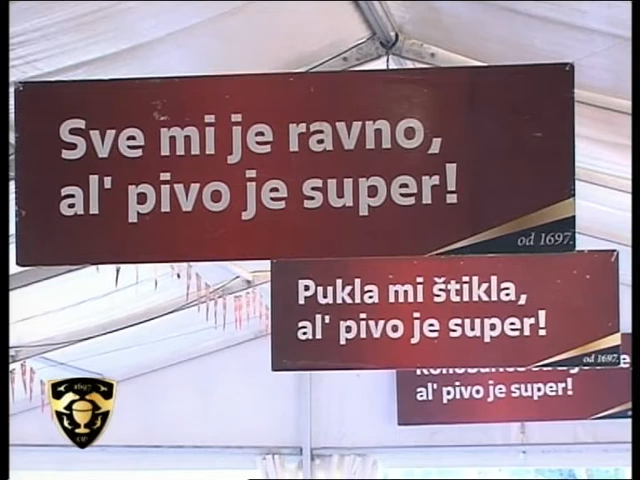 Sve mi je ravno,
al' pivo je super!
od 1697.
Pukla mi štikla,
al' pivo je super!
od 1697.
al' pivo je super!
1697